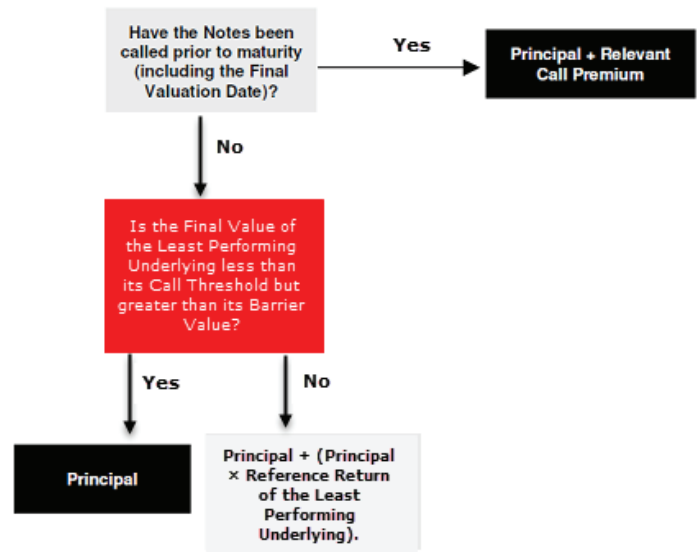 Have the Notes been
called prior to maturity
(including the Final
Valuation Date)?
Yes
Principal + Relevant
Call Premium
No
Is the Final Value of
the Least Performing
Underlying less than
its Call Threshold but
greater than its Barrier
Value?
Yes
No
Principal
Principal + (Principal
× Reference Return
of the Least
Performing
Underlying).